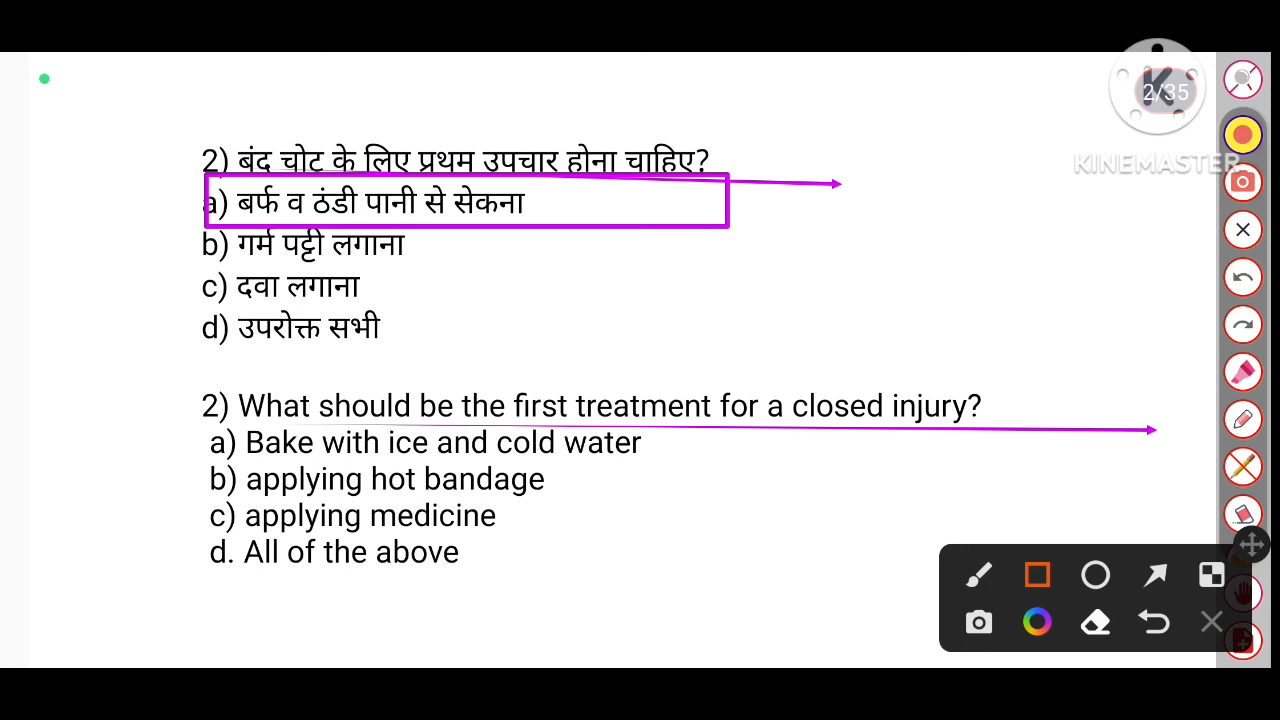 2/35
KINEMASTER
2) बंद चोट के लिए प्रथम उपचार होना चाहिए?
a) बर्फ व ठंडी पानी से सेकना
b) गर्म पट्टी लगाना
c) दवा लगाना
d) उपरोक्त सभी
2) What should be the first treatment for a closed injury?
a) Bake with ice and cold water
b) applying hot bandage
c) applying medicine
d. All of the above